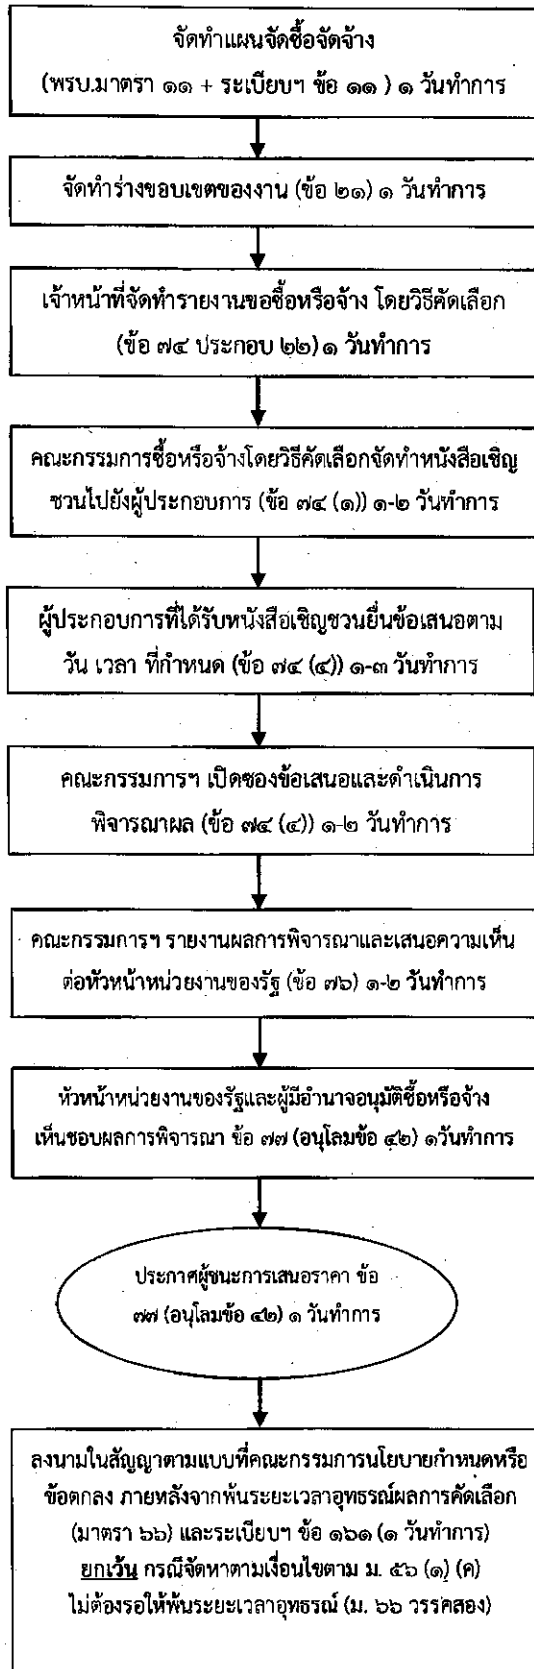 จัดทำแผนจัดซื้อจัดจ้าง
(พรบ.มาตรา ๑๑ + ระเบียบฯ ข้อ ๑๑ ) ๑ วันทำการ
จัดทำร่างขอบเขตของงาน (ข้อ ๒๑) ๑ วันทำการ
เจ้าหน้าที่จัดทำรายงานขอซื้อหรือจ้าง โดยวิธีคัดเลือก
(ข้อ ๗๔ ประกอบ ๒๒) ๑ วันทำการ
คณะกรรมการซื้อหรือจ้างโดยวิธีคัดเลือกจัดทำหนังสือเชิญ
ชวนไปยังผู้ประกอบการ (ข้อ ๗๔ (๑)) ๑-๒ วันทำการ
ผู้ประกอบการที่ได้รับหนังสือเชิญชวนยื่นข้อเสนอตาม
วัน เวลา ที่กำหนด (ข้อ ๗๔ (๔)) ๑-๓ วันทำการ
คณะกรรมการฯ เปิดซองข้อเสนอและดำเนินการ
พิจารณาผล (ข้อ ๗๔ (๔)) ๑-๒ วันทำการ
คณะกรรมการฯ รายงานผลการพิจารณาและเสนอความเห็น
ต่อหัวหน้าหน่วยงานของรัฐ (ข้อ ๗๖) ๑-๒ วันทำการ
หัวหน้าหน่วยงานของรัฐและผู้มีอำนาจอนุมัติซื้อหรือจ้าง
เห็นชอบผลการพิจารณา ข้อ ๗๗ (อนุโลมข้อ ๔๒) ๑วันทำการ
ประกาศผู้ชนะการเสนอราคา ข้อ
๗๗ (อนุโลมข้อ ๔๒) ๑ วันทำการ
ลงนามในสัญญาตามแบบที่คณะกรรมการนโยบายกำหนดหรือ
ข้อตกลง ภายหลังจากพ้นระยะเวลาอุทธรณ์ผลการคัดเลือก
(มาตรา ๖๖) และระเบียบฯ ข้อ ๑๖๑ (๑ วันทำการ)
ยกเว้น กรณีจัดหาตามเงื่อนไขตาม ม. ๕๖ (๑) (ค)
ไม่ต้องรอให้พ้นระยะเวลาอุทธรณ์ (ม. ๖๖ วรรคสอง)